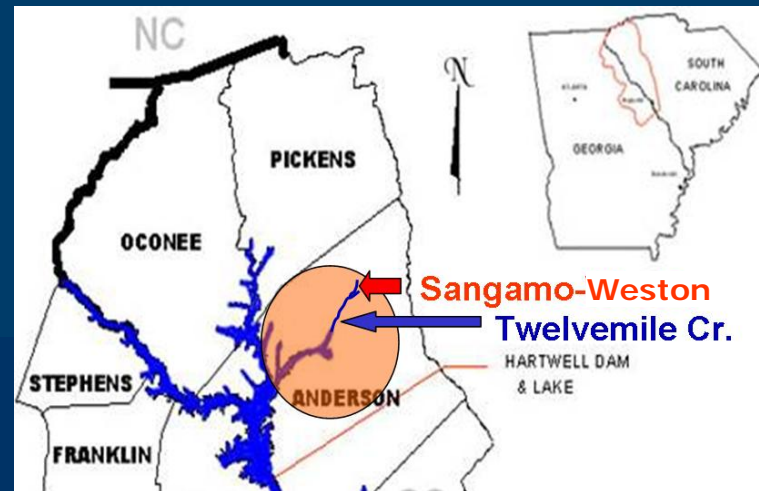 NC
N
SOUTH
CAROLINA
GEORGIA
PICKENS
OCONEE
Sangamo-Weston
Twelvemile Cr.
HARTWELL DAM
& LAKE
STEPHENS
ANDERSON
FRANKLIN